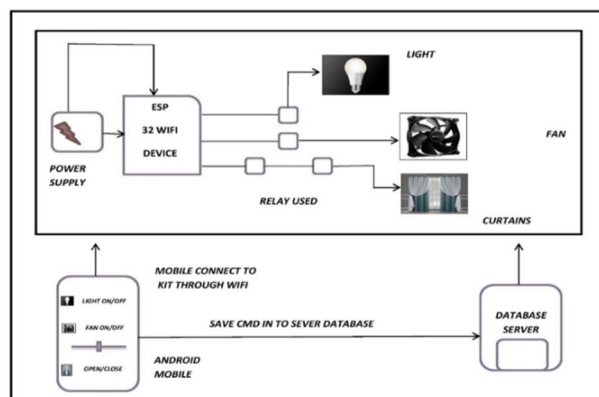 LIGHT
ESP
32 WIFI
DEVICE
FAN
POWER
SUPPLY
RELAY USED
CURTAINS
MOBILE CONNECT TO
KIT THROUGH WIFI
LIGHT ON/OFF
FAN ON/OFF
OPEN/CLOSE
SAVE CMD IN TO SEVER DATABASE
ANDROID
MOBILE
DATABASE
SERVER